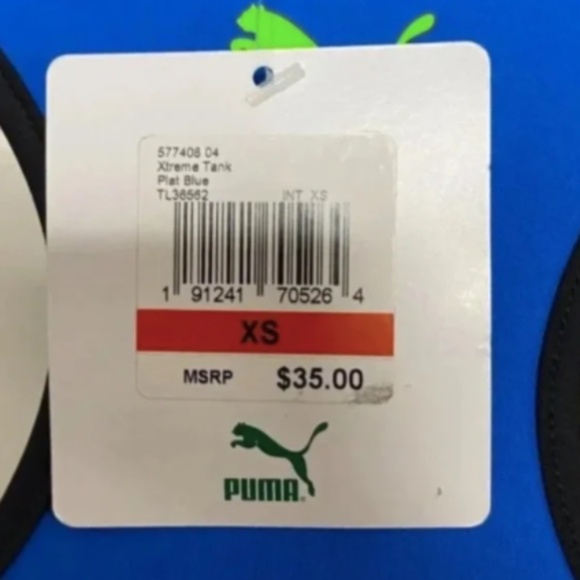 577408 04
Xtreme Tank
Plat Blue
TL36562 INT XS
1 91241 70526 4
XS
MSRP $35.00
PUMA